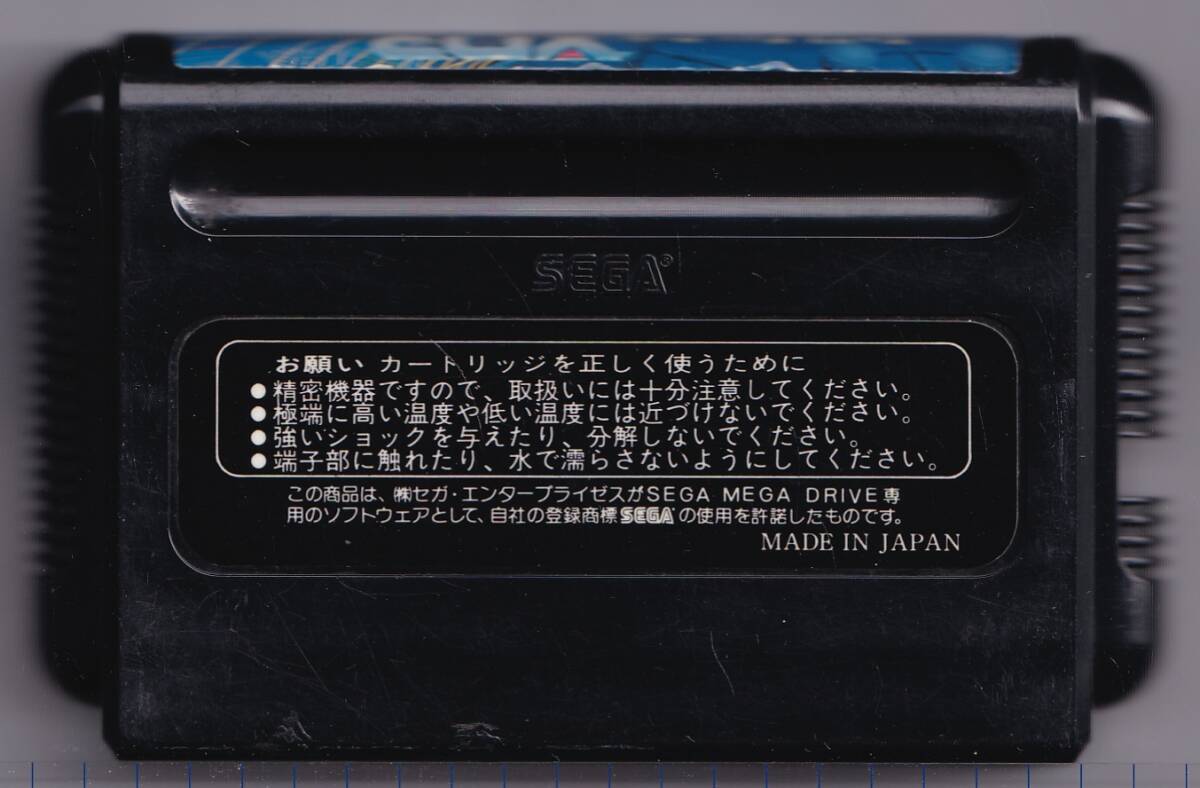 SEGA®
お願い カートリッジを正しく使うために
●精密機器ですので、取扱いには十分注意してください。
●極端に高い温度や低い温度には近づけないでください。
●強いショックを与えたり、分解しないでください。
●端子部に触れたり、水で濡らさないようにしてください。
この商品は、㈱セガ・エンタープライゼスがSEGA MEGA DRIVE専
用のソフトウェアとして、自社の登録商標SEGAの使用を許諾したものです。
MADE IN JAPAN